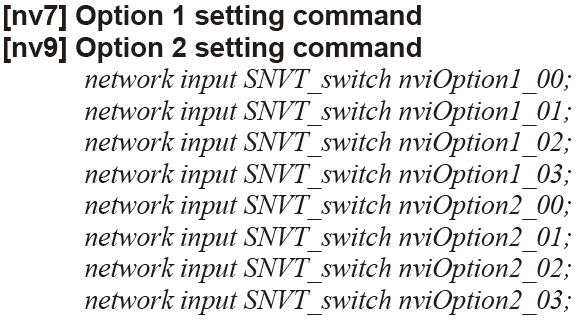 [nv7] Option 1 setting command
[nv9] Option 2 setting command
network input SNVT_switch nviOption1_00;
network input SNVT_switch nviOption1_01;
network input SNVT_switch nviOption1_02;
network input SNVT_switch nviOption1_03;
network input SNVT_switch nviOption2_00;
network input SNVT_switch nviOption2_01;
network input SNVT_switch nviOption2_02;
network input SNVT_switch nviOption2_03;